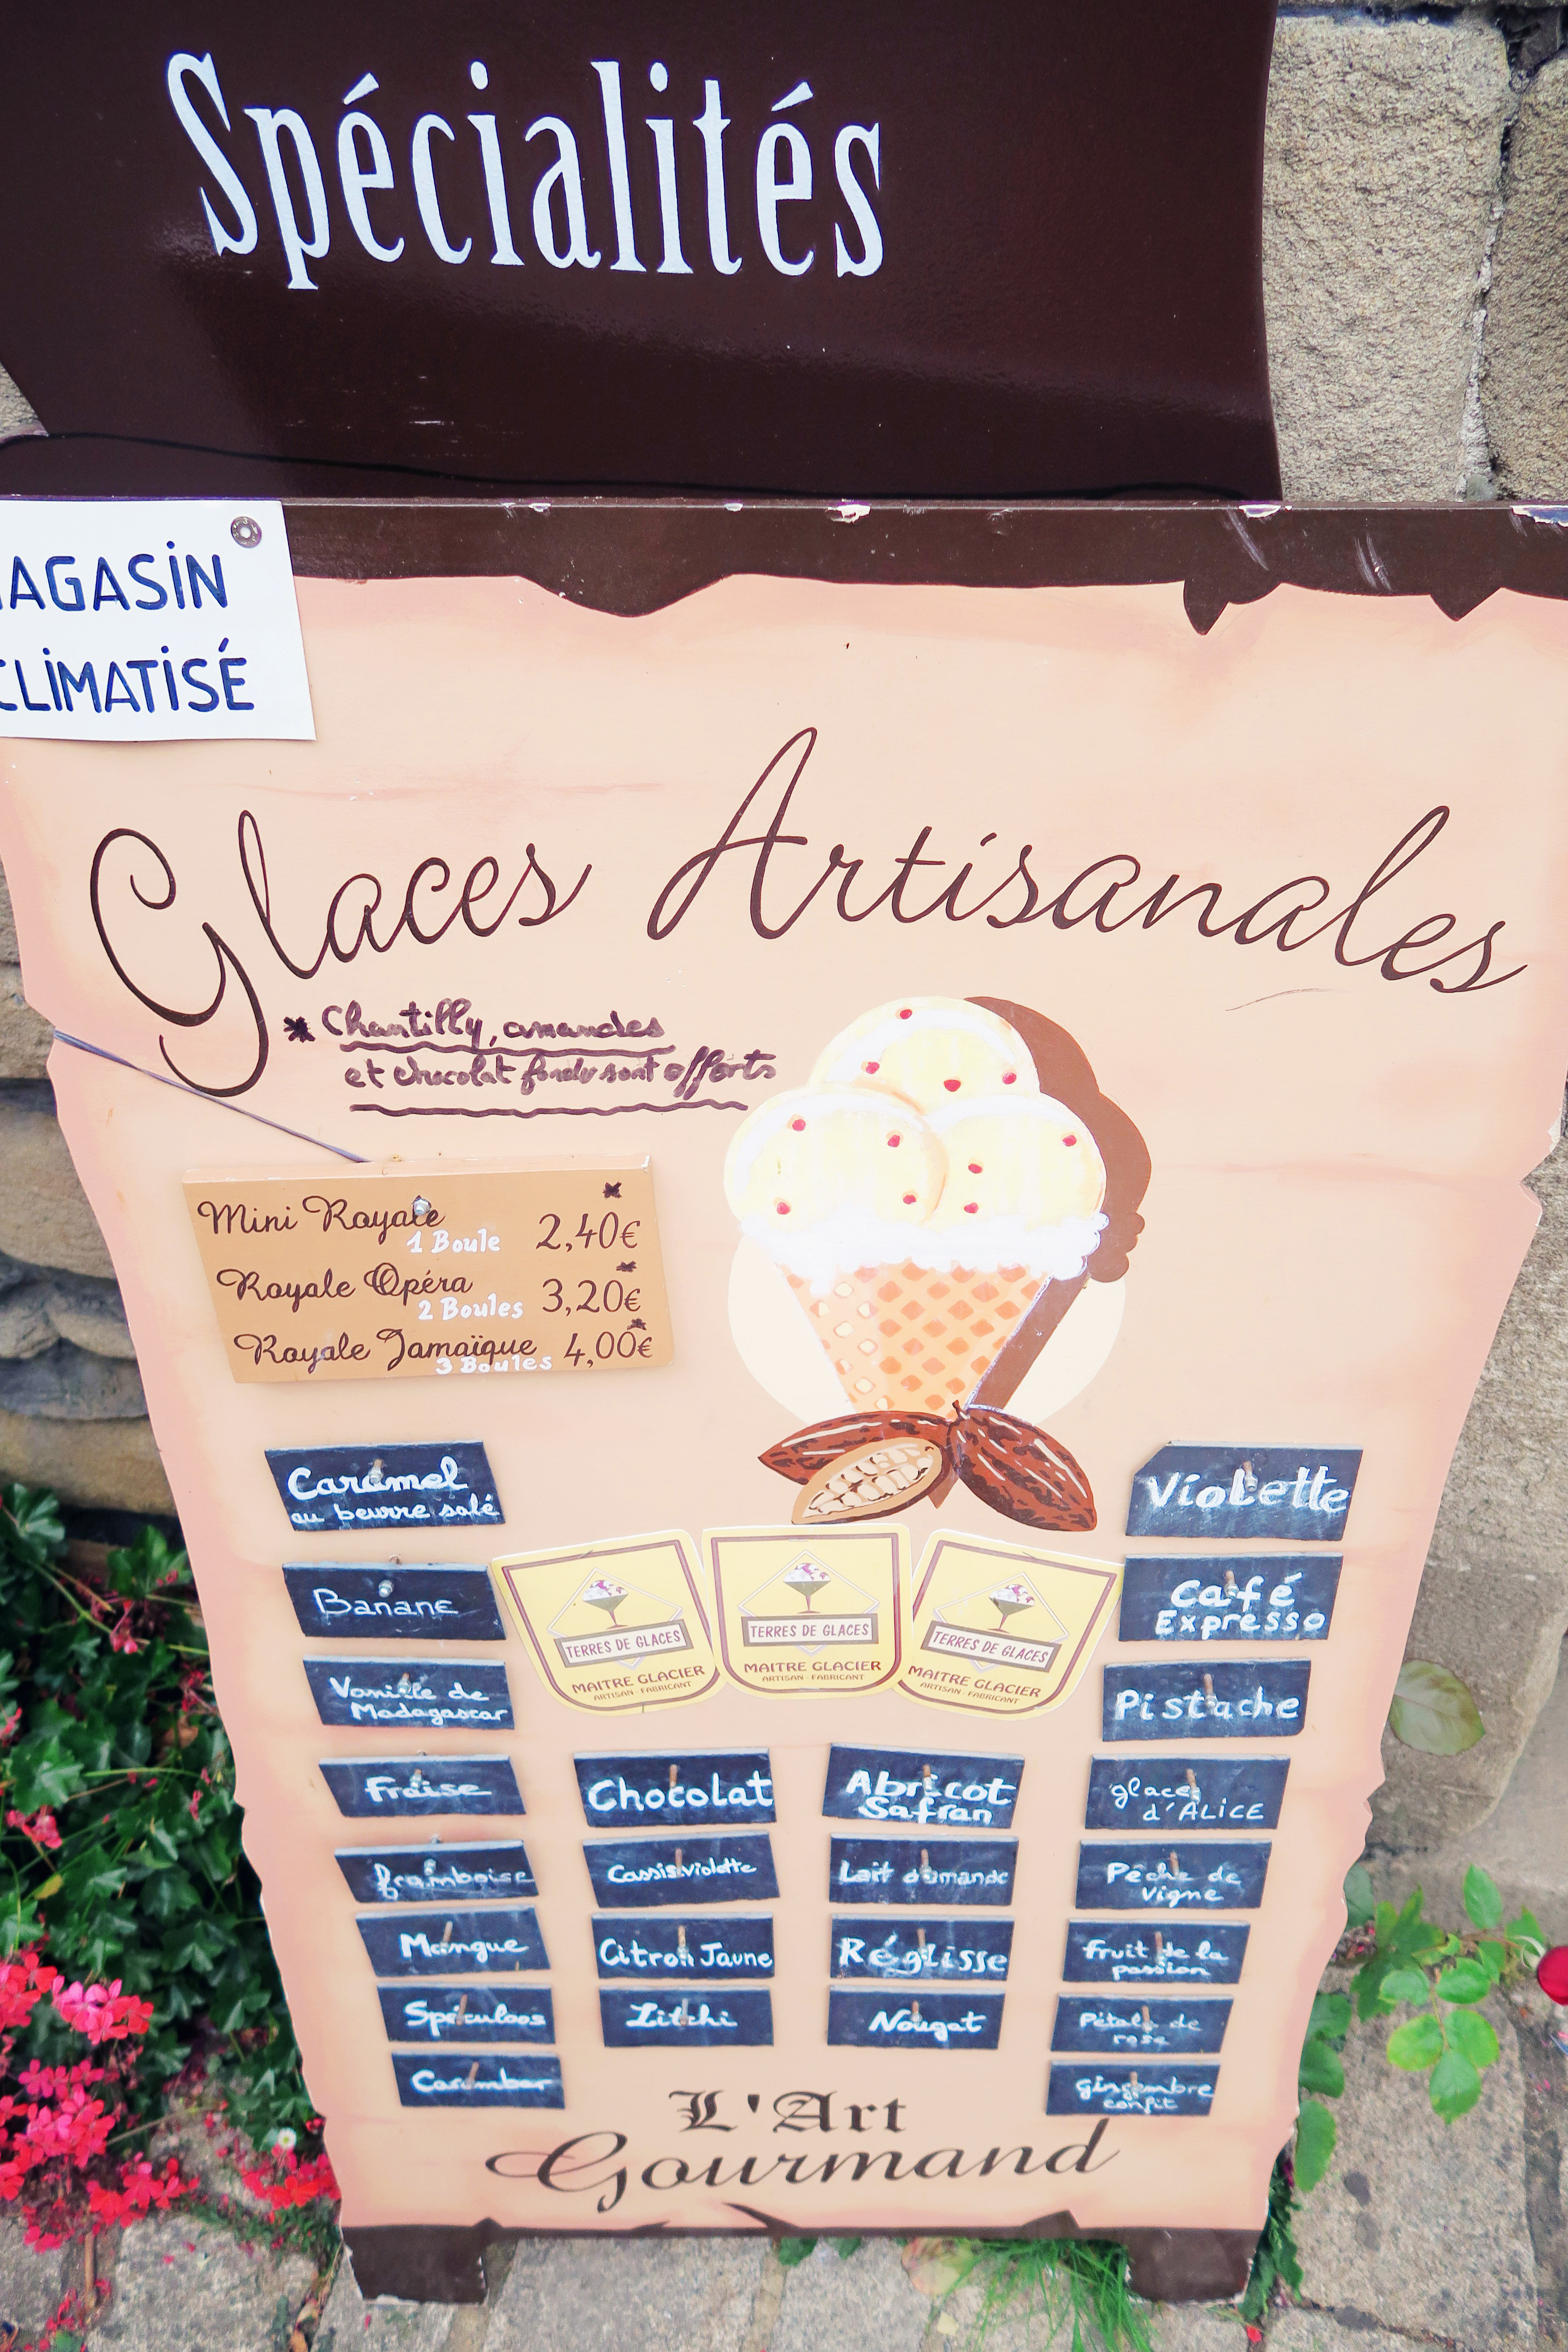 Spécialités
MAGASIN
CLIMATISÉ
Glaces Artisanales
* Chantilly, amandes
et chocolat fondu sont offerts
Mini Royale 1 Boule 2,40€ *
Royale Opéra 2 Boules 3,20€ *
Royale Jamaïque 3 Boules 4,00€ *
Caramel
au beurre salé
Banane
Vanille de
Madagascar
Fraise
framboise
Mangue
Spéculoos
Carambar
TERRES DE GLACES
MAITRE GLACIER
ARTISAN - FABRICANT
TERRES DE GLACES
MAITRE GLACIER
ARTISAN - FABRICANT
TERRES DE GLACES
MAITRE GLACIER
ARTISAN - FABRICANT
Chocolat
Cassis violette
Citron Jaune
Litchi
Abricot
Safran
Lait d'amande
Réglisse
Nougat
Violette
Café
Expresso
Pistache
glace
d'ALICE
Pêche de
vigne
fruit de la
passion
Pétale de
rose
gingembre
confit
L'Art
Gourmand